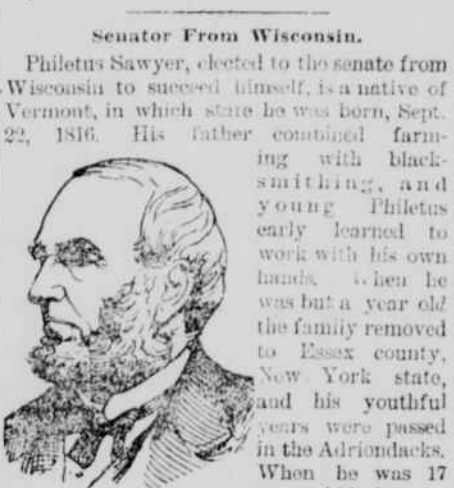 Senator From Wisconsin.
Philetus Sawyer, elected to the senate from
Wisconsin to succeed himself, is a native of
Vermont, in which state he was born, Sept.
22, 1816. His father combined farm-
ing with black-
smithing, and
young Philetus
early learned to
work with his own
hands. When he
was but a year old
the family removed
to Essex county,
New York state,
and his youthful
years were passed
in the Adriondacks.
When he was 17